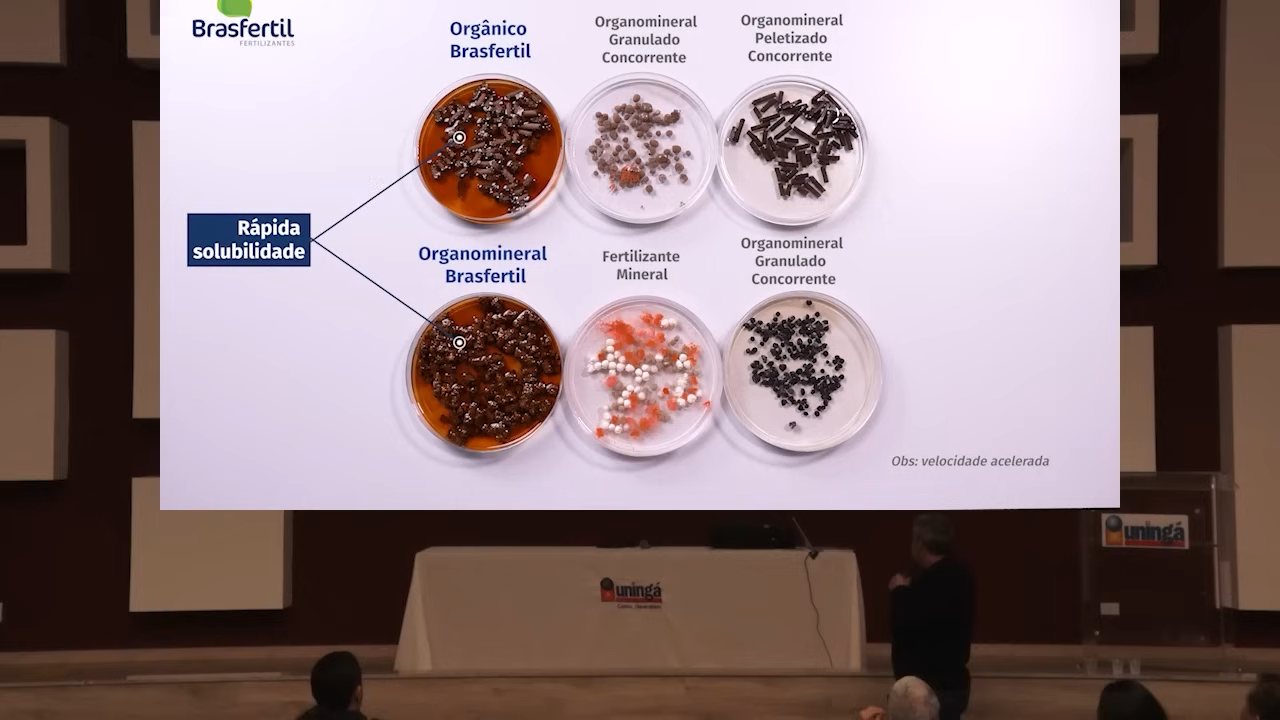 Brasfertil
FERTILIZANTES
Orgânico
Brasfertil
Organomineral
Granulado
Concorrente
Organomineral
Peletizado
Concorrente
Rápida
solubilidade
Organomineral
Brasfertil
Fertilizante
Mineral
Organomineral
Granulado
Concorrente
Obs: velocidade acelerada
uningá
uningá